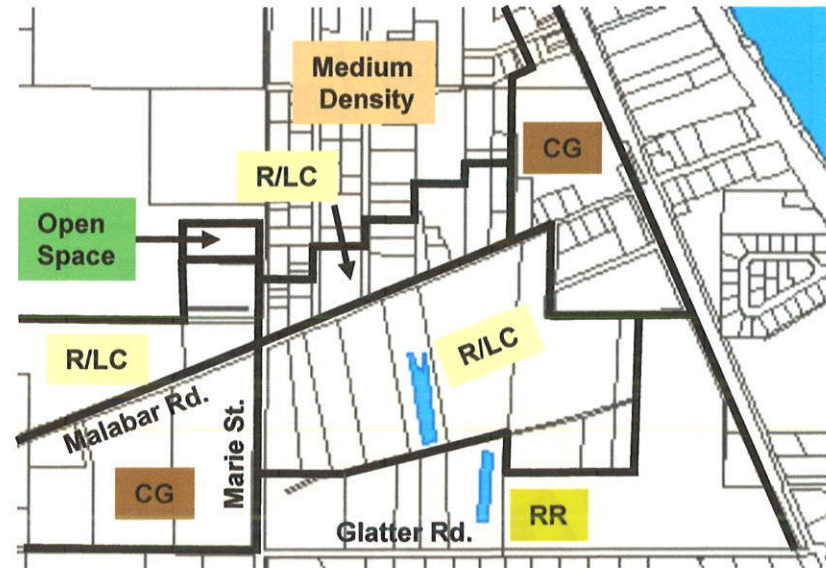 Medium
Density
CG
R/LC
Open
Space
R/LC
R/LC
Malabar Rd.
Marie St.
CG
Glatter Rd.
RR